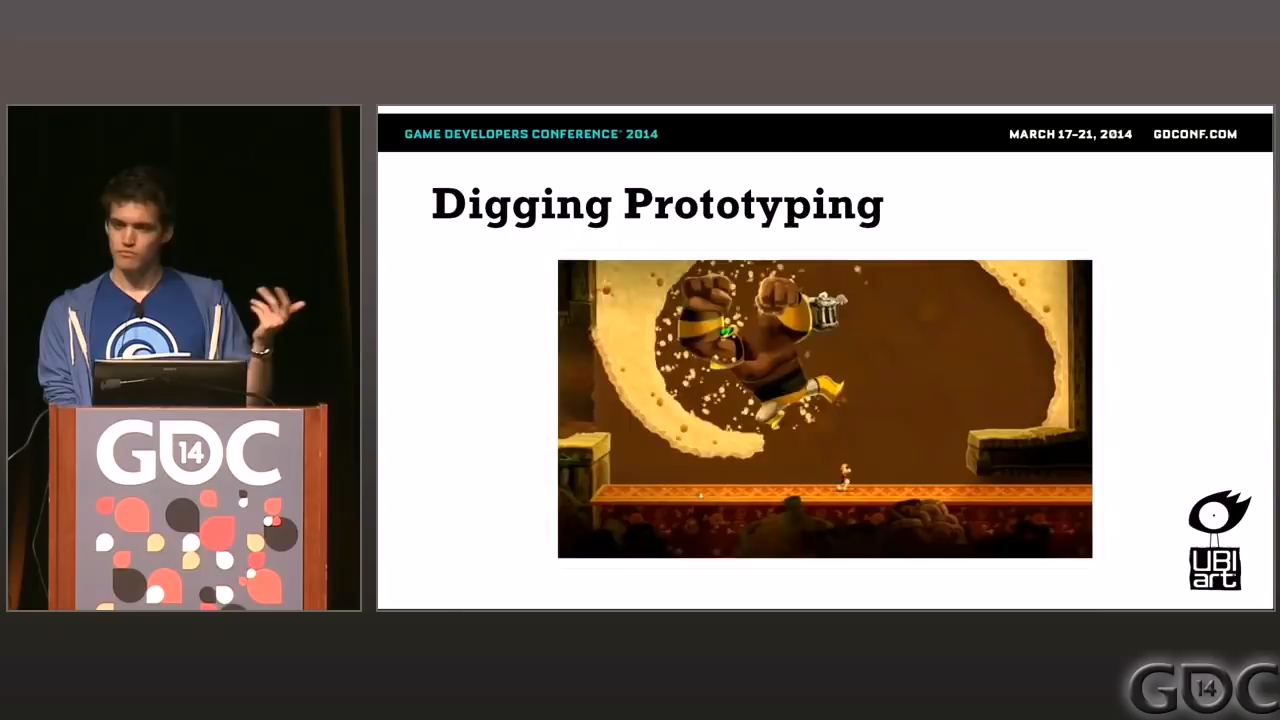 GAME DEVELOPERS CONFERENCE® 2014
MARCH 17-21, 2014 GDCONF.COM
Digging Prototyping
GDC
14
UBI
art
GDC
14